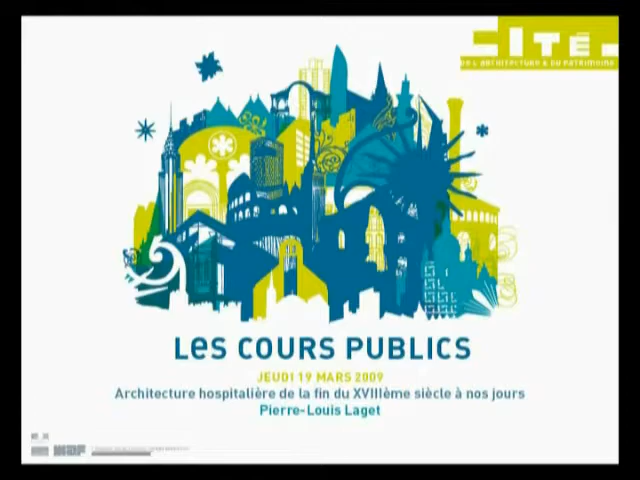 CITÉ
DE L'ARCHITECTURE & DU PATRIMOINE
Les COURS PUBLICS
JEUDI 19 MARS 2009
Architecture hospitalière de la fin du XVIIIème siècle à nos jours
Pierre-Louis Laget